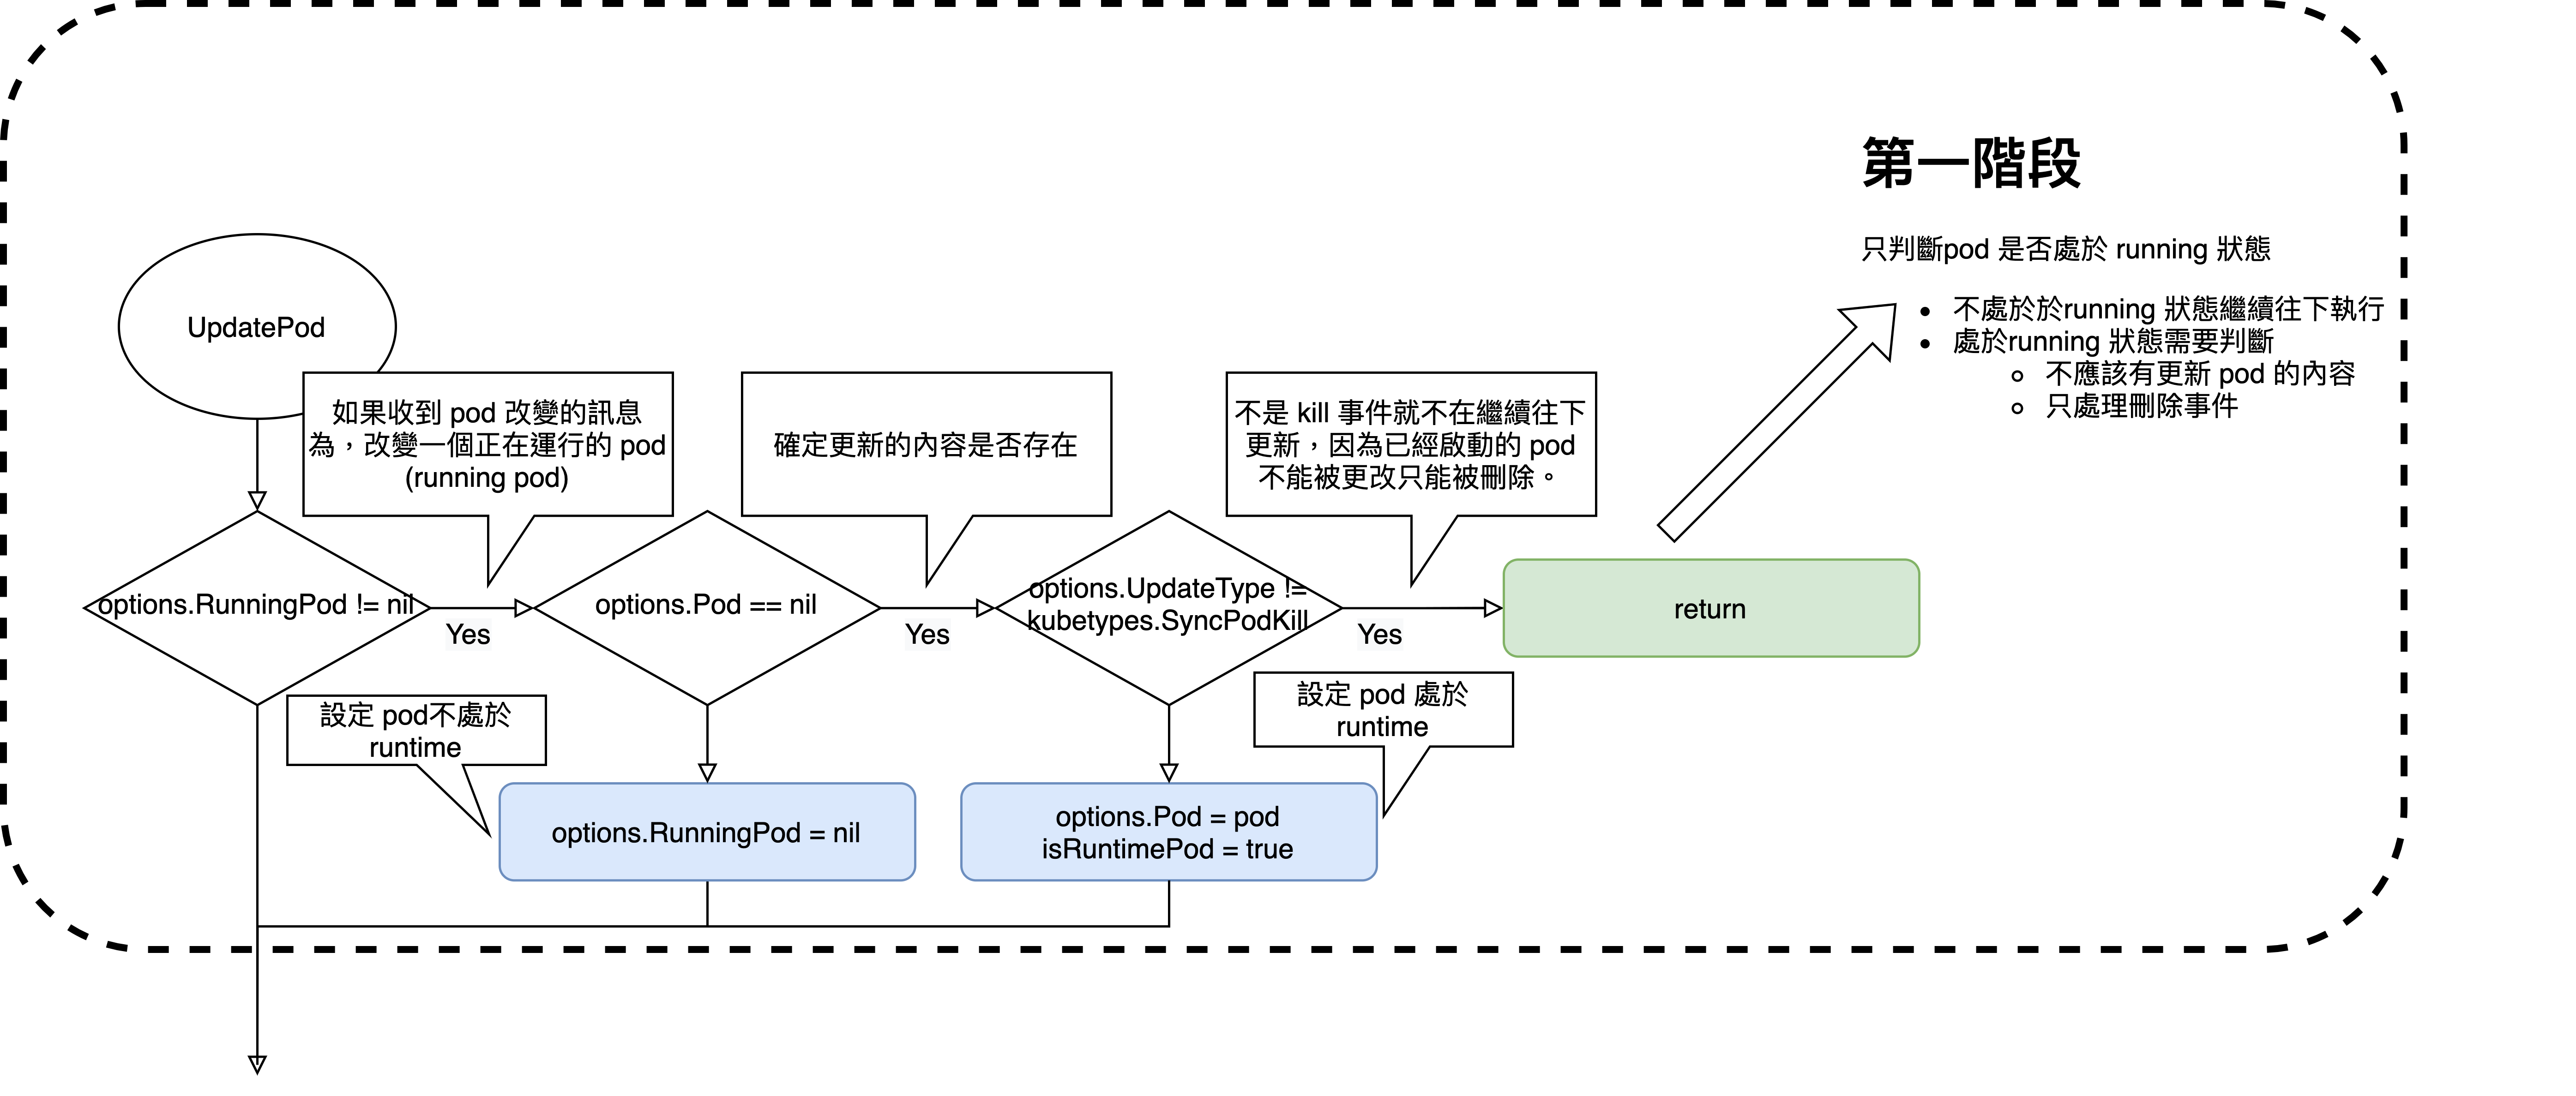 第一階段
只判斷pod 是否處於 running 狀態
不處於於running 狀態繼續往下執行
處於running 狀態需要判斷
不應該有更新 pod 的內容
只處理刪除事件
UpdatePod
如果收到 pod 改變的訊息
為，改變一個正在運行的 pod
(running pod)
確定更新的內容是否存在
不是 kill 事件就不在繼續往下
更新，因為已經啟動的 pod
不能被更改只能被刪除。
options.RunningPod != nil
Yes
options.Pod == nil
Yes
options.UpdateType !=
kubetypes.SyncPodKill
Yes
return
設定 pod不處於
runtime
設定 pod 處於
runtime
options.RunningPod = nil
options.Pod = pod
isRuntimePod = true